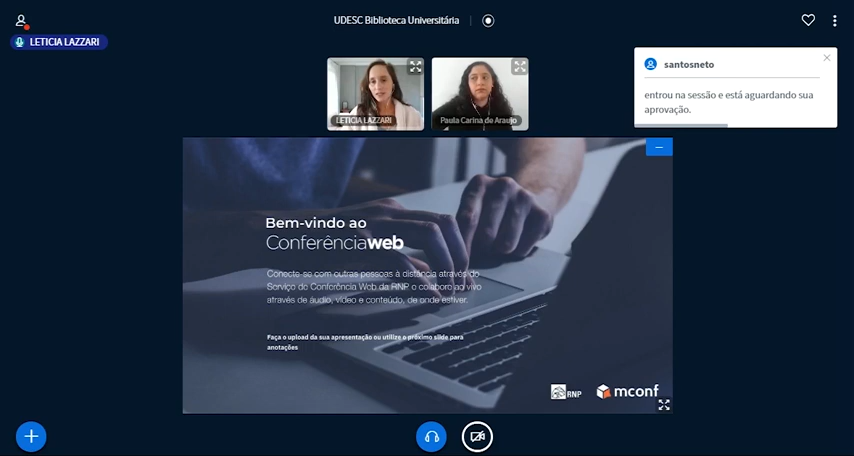 UDESC Biblioteca Universitária
LETICIA LAZZARI
LETICIA LAZZARI
Paula Carina de Araujo
santosneto
entrou na sessão e está aguardando sua
aprovação.
Bem-vindo ao
Conferênciaweb
Conecte-se com outras pessoas à distância através do
Serviço de Conferência Web da RNP e colabore ao vivo
através de áudio, vídeo e conteúdo, de onde estiver.
Faça o upload da sua apresentação ou utilize o próximo slide para
anotações
RNP
mconf